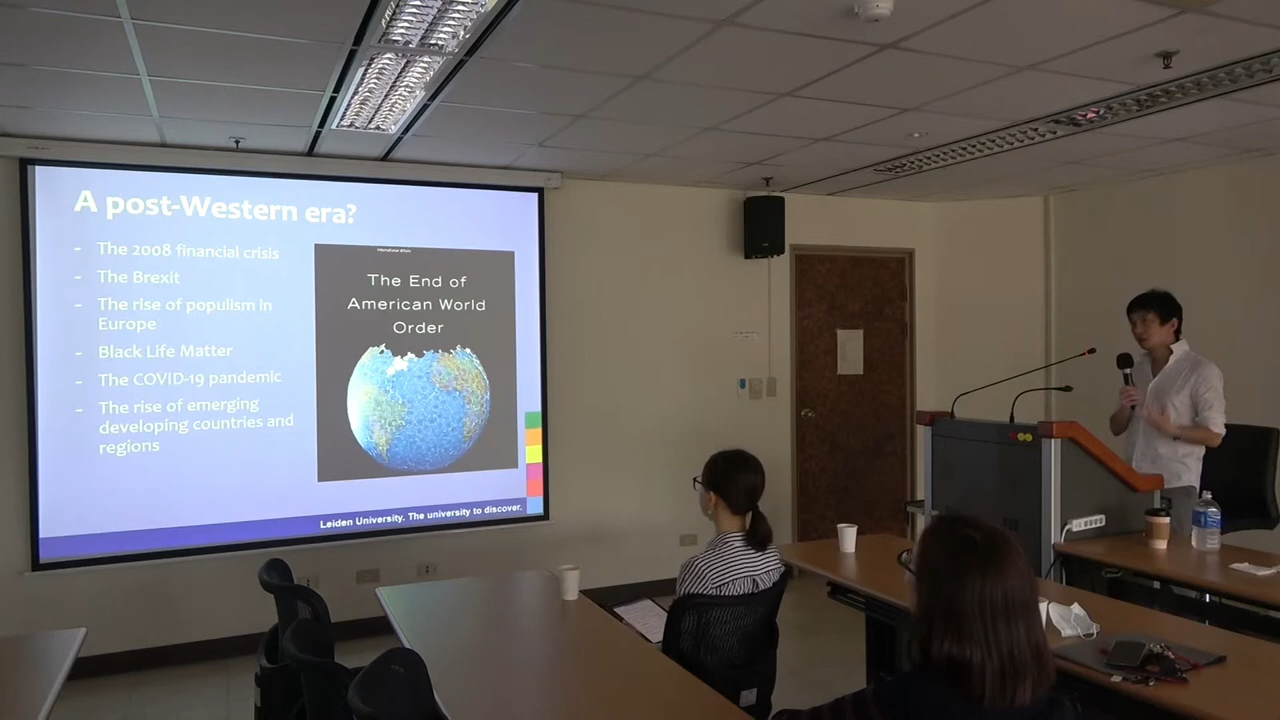 A post-Western era?
- The 2008 financial crisis
- The Brexit
- The rise of populism in
Europe
- Black Life Matter
- The COVID-19 pandemic
- The rise of emerging
developing countries and
regions
The End of
American World
Order
Leiden University. The university to discover.